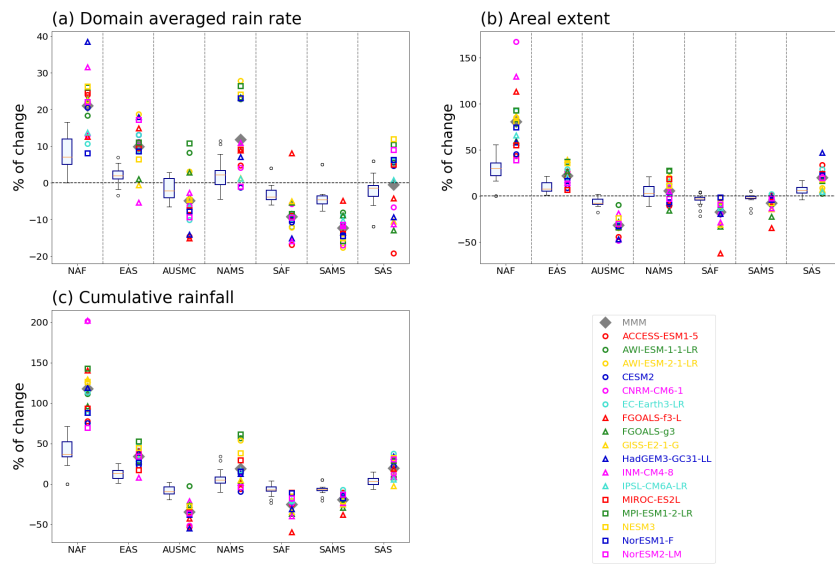 (a) Domain averaged rain rate
% of change
40
30
20
10
0
−10
−20
NAF EAS AUSMC NAMS SAF SAMS SAS
(b) Areal extent
% of change
150
100
50
0
−50
NAF EAS AUSMC NAMS SAF SAMS SAS
(c) Cumulative rainfall
% of change
200
150
100
50
0
−50
NAF EAS AUSMC NAMS SAF SAMS SAS
MMM
ACCESS-ESM1-5
AWI-ESM-1-1-LR
AWI-ESM-2-1-LR
CESM2
CNRM-CM6-1
EC-Earth3-LR
FGOALS-f3-L
FGOALS-g3
GISS-E2-1-G
HadGEM3-GC31-LL
INM-CM4-8
IPSL-CM6A-LR
MIROC-ES2L
MPI-ESM1-2-LR
NESM3
NorESM1-F
NorESM2-LM